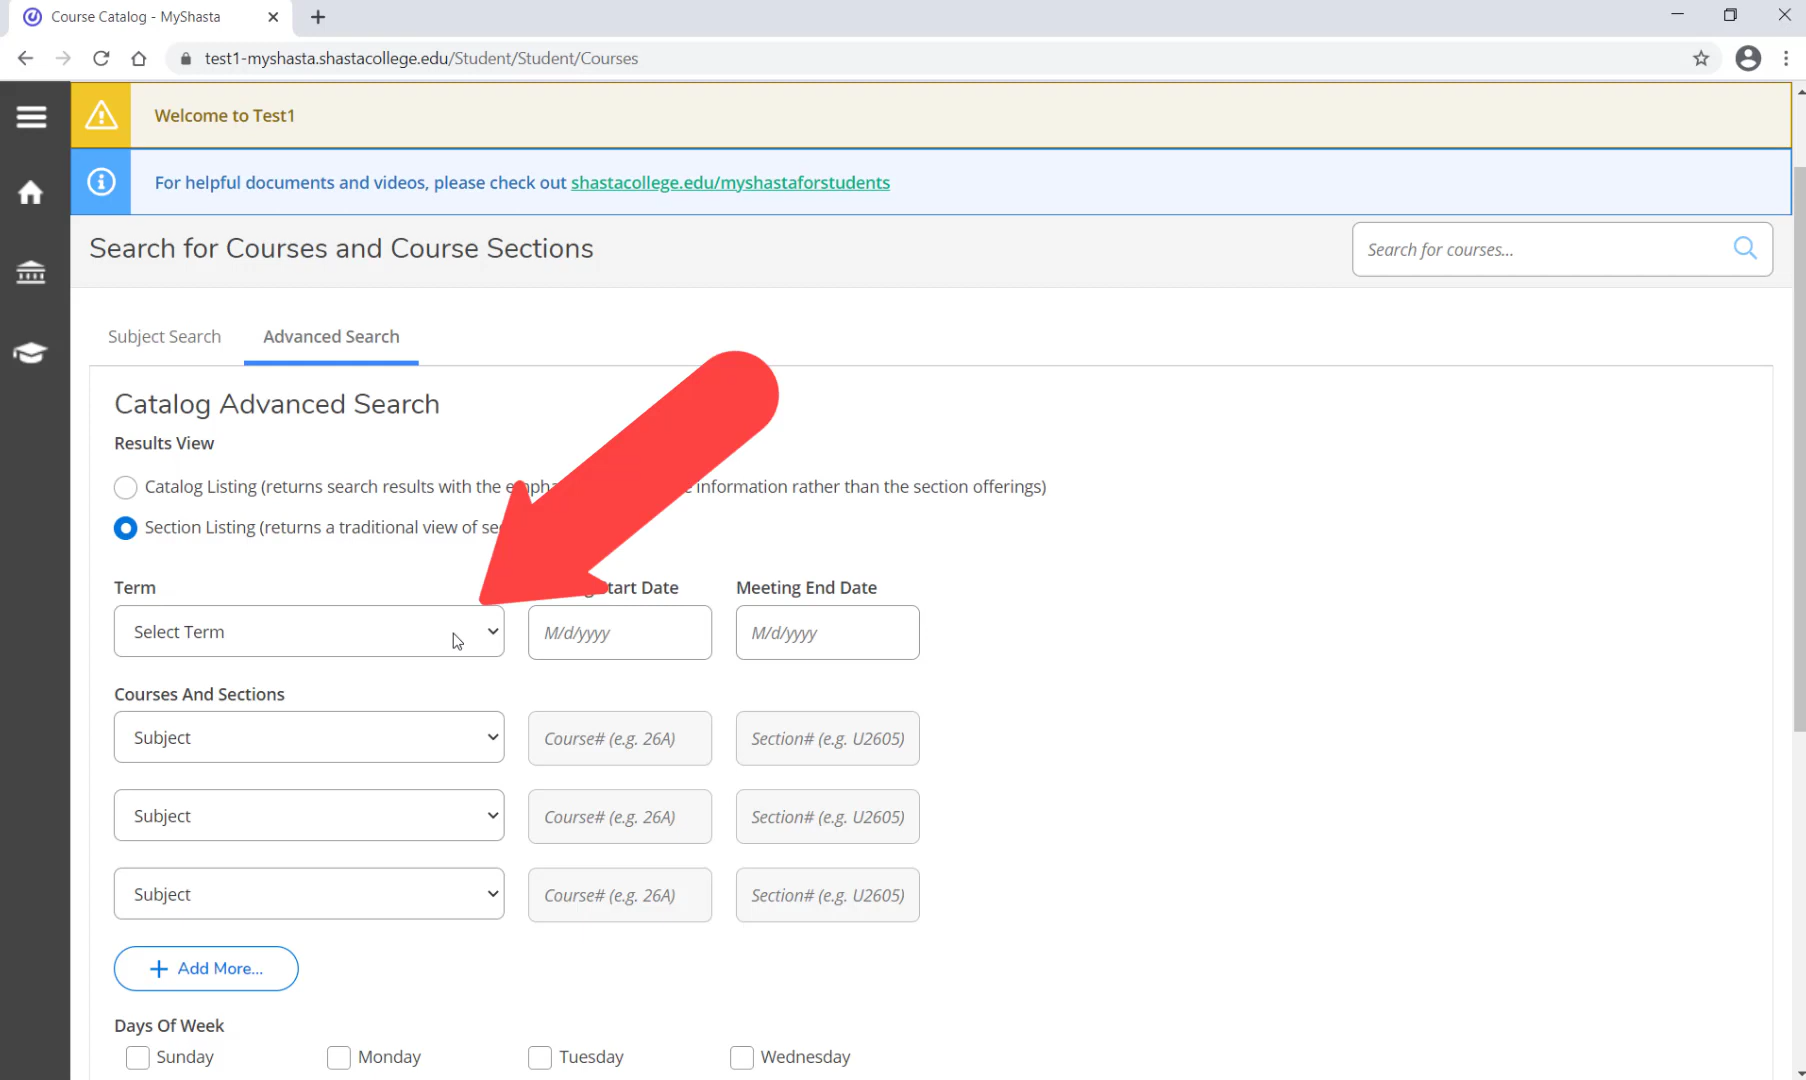 Course Catalog - MyShasta
test1-myshasta.shastacollege.edu/Student/Student/Courses
Welcome to Test1
For helpful documents and videos, please check out shastacollege.edu/myshastaforstudents
Search for Courses and Course Sections
Search for courses...
Subject Search
Advanced Search
Catalog Advanced Search
Results View
Catalog Listing (returns search results with the information rather than the section offerings)
Section Listing (returns a traditional view of
Term
Date
Meeting End Date
Select Term
M/d/yyyy
M/d/yyyy
Courses And Sections
Subject
Course# (e.g. 26A)
Section# (e.g. U2605)
Subject
Course# (e.g. 26A)
Section# (e.g. U2605)
Subject
Course# (e.g. 26A)
Section# (e.g. U2605)
+ Add More...
Days Of Week
Sunday
Monday
Tuesday
Wednesday